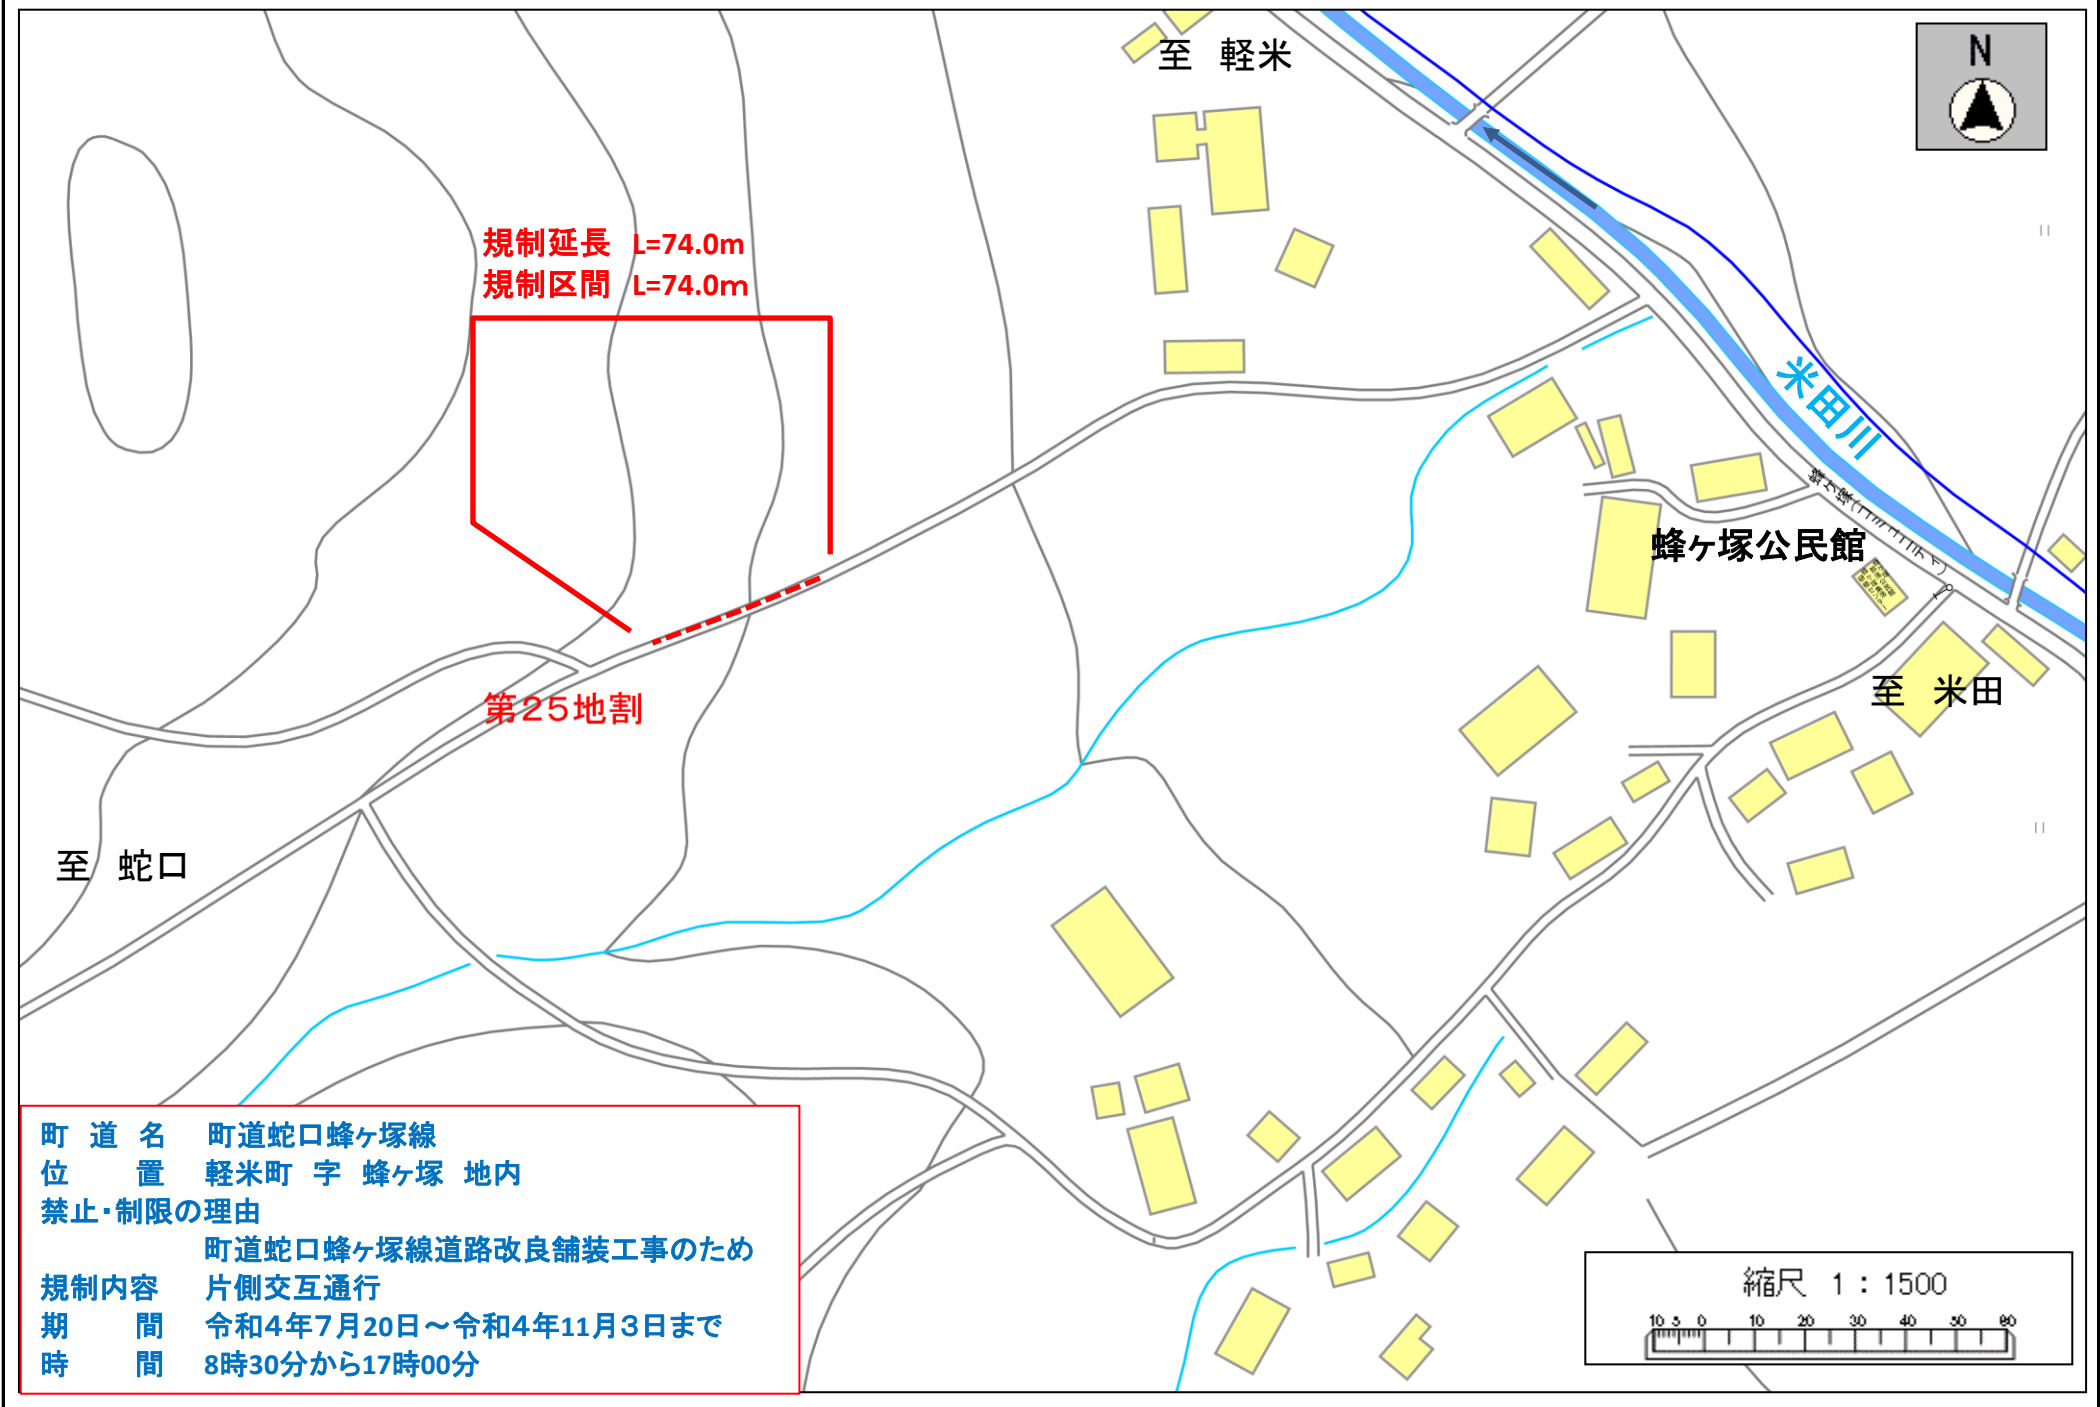 至　軽米
N
規制延長　L=74.0m
規制区間　L=74.0m
米田川
蜂ヶ塚公民館
至　米田
第25地割
至　蛇口
町　道　名　町道蛇口蜂ヶ塚線
位　　　置　軽米町　字　蜂ヶ塚　地内
禁止・制限の理由
町道蛇口蜂ヶ塚線道路改良舗装工事のため
規制内容　片側交互通行
期　　　間　令和4年7月20日～令和4年11月3日まで
時　　　間　8時30分から17時00分
縮尺　1：1500
10 5 0 10 20 30 40 50 60